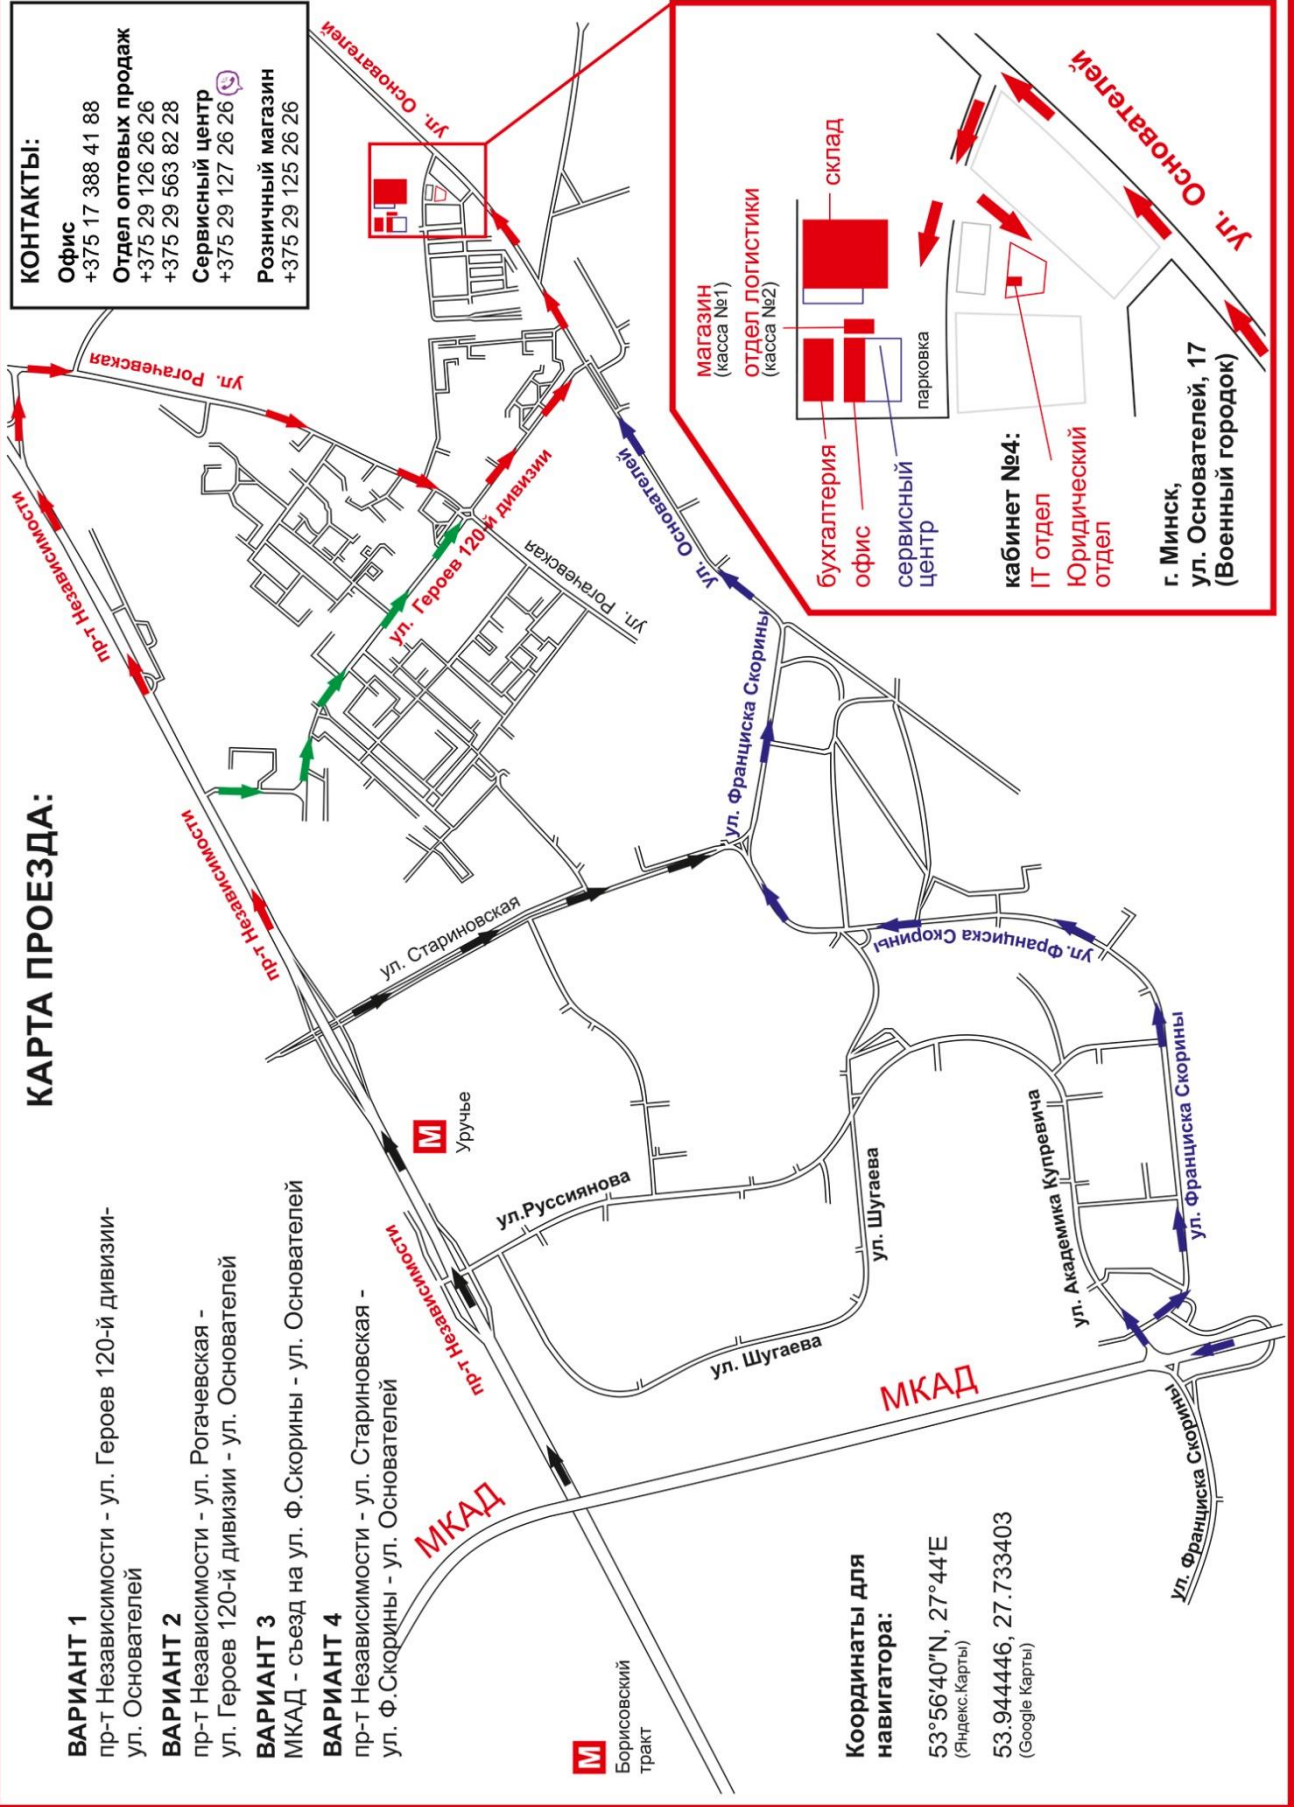 КАРТА ПРОЕЗДА:
ВАРИАНТ 1
пр-т Независимости - ул. Героев 120-й дивизии-
ул. Основателей
ВАРИАНТ 2
пр-т Независимости - ул. Рогачевская -
ул. Героев 120-й дивизии - ул. Основателей
ВАРИАНТ 3
МКАД - съезд на ул. Ф.Скорины - ул. Основателей
ВАРИАНТ 4
пр-т Независимости - ул. Стариновская -
ул. Ф.Скорины - ул. Основателей
КОНТАКТЫ:
Офис
+375 17 388 41 88
Отдел оптовых продаж
+375 29 126 26 26
+375 29 563 82 28
Сервисный центр
+375 29 127 26 26
Розничный магазин
+375 29 125 26 26
пр-т Независимости
пр-т Независимости
пр-т Независимости
ул. Рогачевская
ул. Основателей
ул. Героев 120-й дивизии
ул. Рогачевская
ул. Стариновская
М
Уручье
ул.Руссиянова
ул. Шугаева
ул. Шугаева
ул. Основателей
ул. Франциска Скорины
ул.Франциска Скорины
ул. Франциска Скорины
ул. Академика Купревича
МКАД
МКАД
ул. Франциска Скорины
М
Борисовский
тракт
Координаты для
навигатора:
53°56'40"N, 27°44'E
(Яндекс.Карты)
53.944446, 27.733403
(Google Карты)
магазин
(касса №1)
отдел логистики
(касса №2)
склад
бухгалтерия
офис
сервисный
центр
парковка
кабинет №4:
IT отдел
Юридический
отдел
ул. Основателей
г. Минск,
ул. Основателей, 17
(Военный городок)